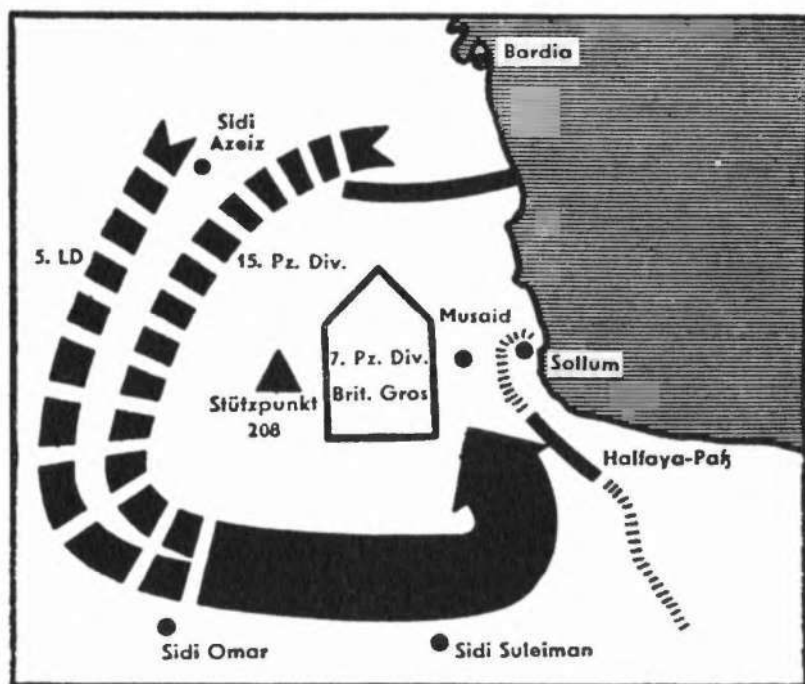 Bardia
Sidi
Azeiz
5. LD
15. Pz. Div.
Musaid
7. Pz. Div.
Brit. Gros
Sollum
Stützpunkt
208
Halfaya-Paß
Sidi Omar
Sidi Suleiman